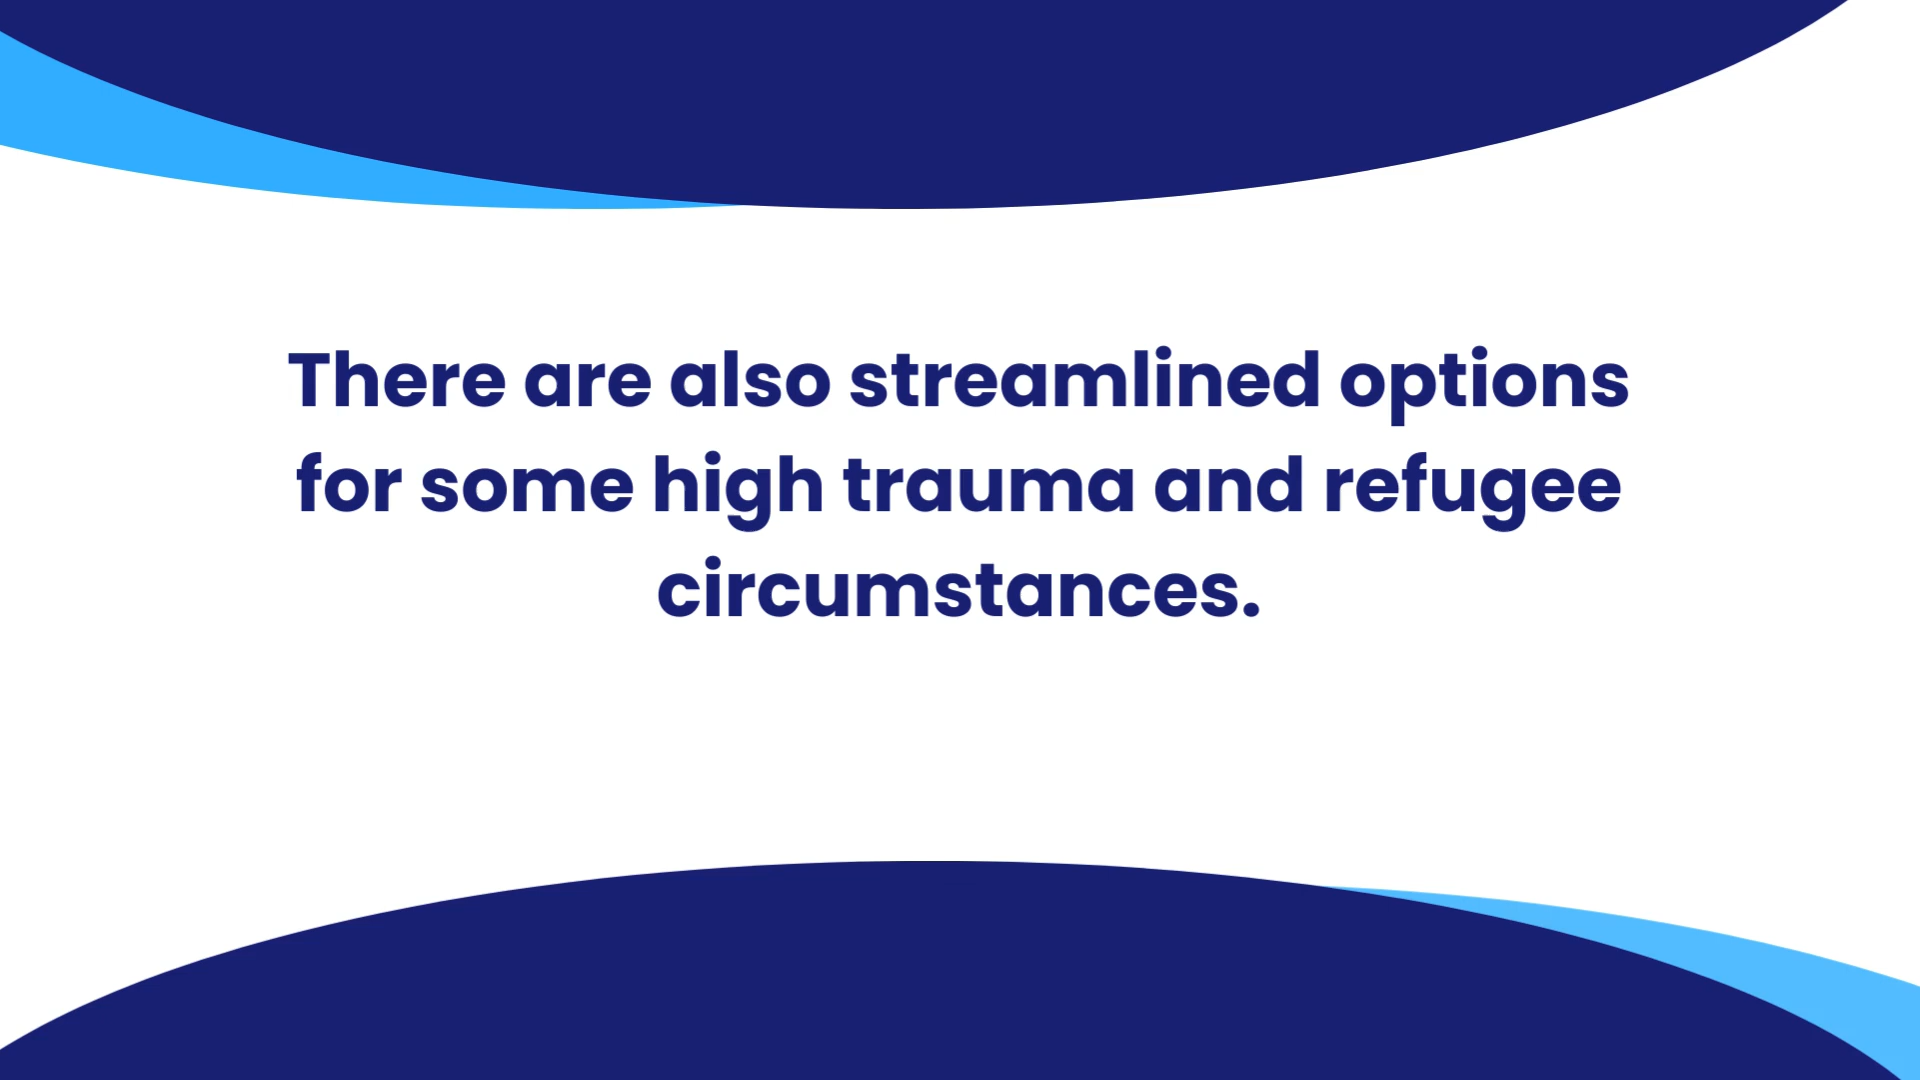 There are also streamlined options
for some high trauma and refugee
circumstances.